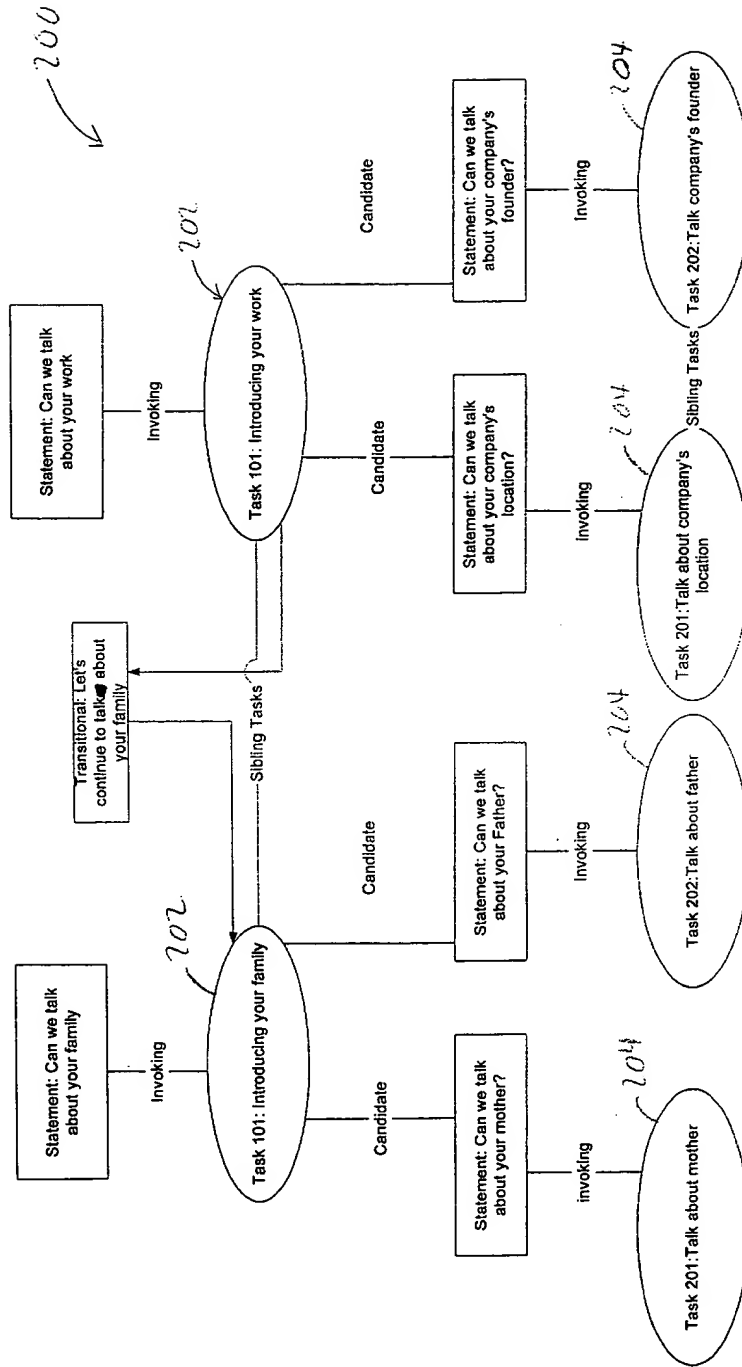 200
Statement: Can we talk
about your family
Statement: Can we talk
about your work
Invoking
Invoking
Transitional: Let's
continue to talk about
your family
202
202
Task 101: Introducing your family
Sibling Tasks
Task 101: Introducing your work
Candidate
Candidate
Candidate
Candidate
Statement: Can we talk
about your mother?
Statement: Can we talk
about your Father?
Statement: Can we talk
about your company's
location?
Statement: Can we talk
about your company's
founder?
invoking
Invoking
invoking
Invoking
204
204
204
204
Task 201:Talk about mother
Task 202:Talk about father
Task 201:Talk about company's
location
Sibling Tasks
Task 202:Talk company's founder